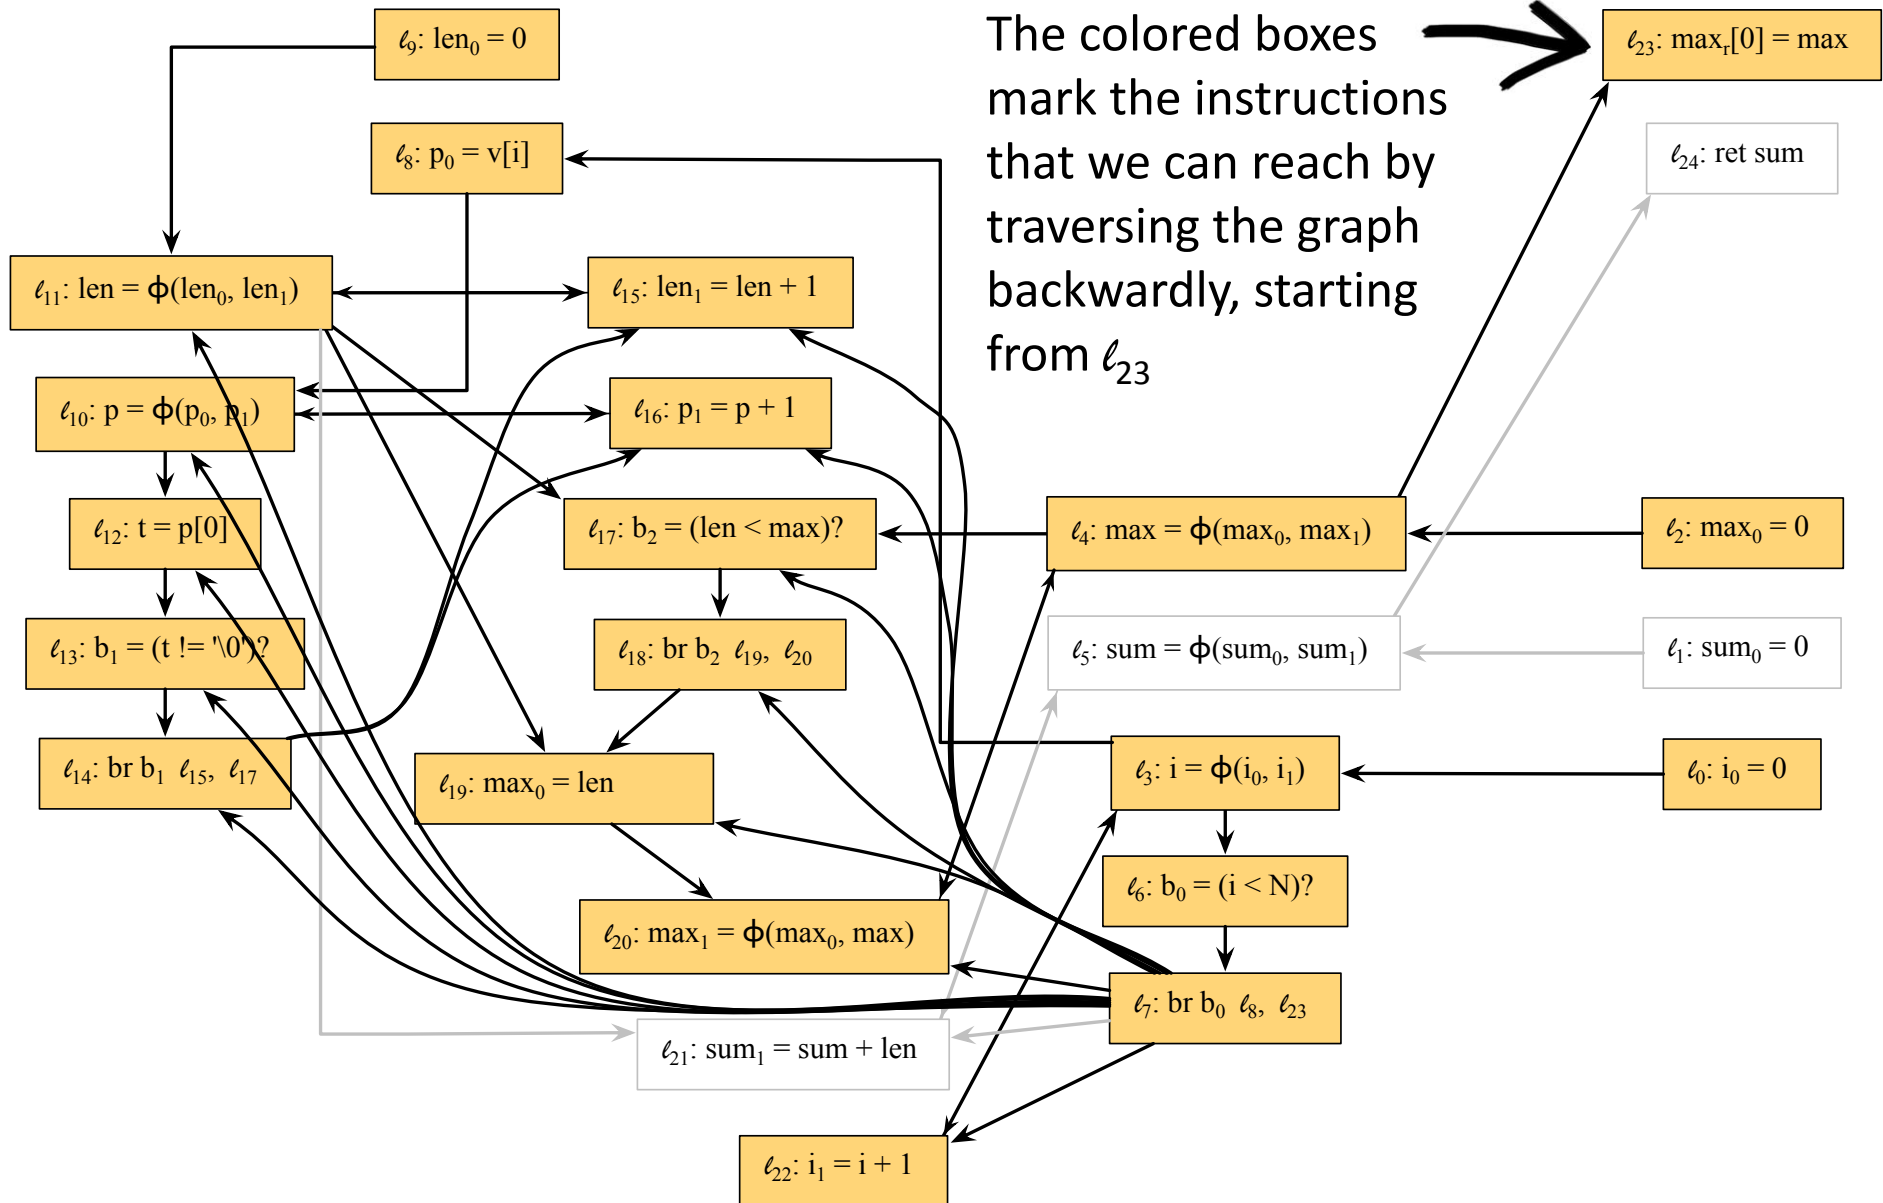 ℓ₉: len₀ = 0
The colored boxes
mark the instructions
that we can reach by
traversing the graph
backwardly, starting
from ℓ₂₃
ℓ₂₃: maxᵣ[0] = max
ℓ₈: p₀ = v[i]
ℓ₂₄: ret sum
ℓ₁₁: len = ϕ(len₀, len₁)
ℓ₁₅: len₁ = len + 1
ℓ₁₀: p = ϕ(p₀, p₁)
ℓ₁₆: p₁ = p + 1
ℓ₁₂: t = p[0]
ℓ₁₇: b₂ = (len < max)?
ℓ₄: max = ϕ(max₀, max₁)
ℓ₂: max₀ = 0
ℓ₁₃: b₁ = (t != '\0')?
ℓ₁₈: br b₂ ℓ₁₉, ℓ₂₀
ℓ₅: sum = ϕ(sum₀, sum₁)
ℓ₁: sum₀ = 0
ℓ₁₄: br b₁ ℓ₁₅, ℓ₁₇
ℓ₁₉: max₀ = len
ℓ₃: i = ϕ(i₀, i₁)
ℓ₀: i₀ = 0
ℓ₆: b₀ = (i < N)?
ℓ₂₀: max₁ = ϕ(max₀, max)
ℓ₇: br b₀ ℓ₈, ℓ₂₃
ℓ₂₁: sum₁ = sum + len
ℓ₂₂: i₁ = i + 1